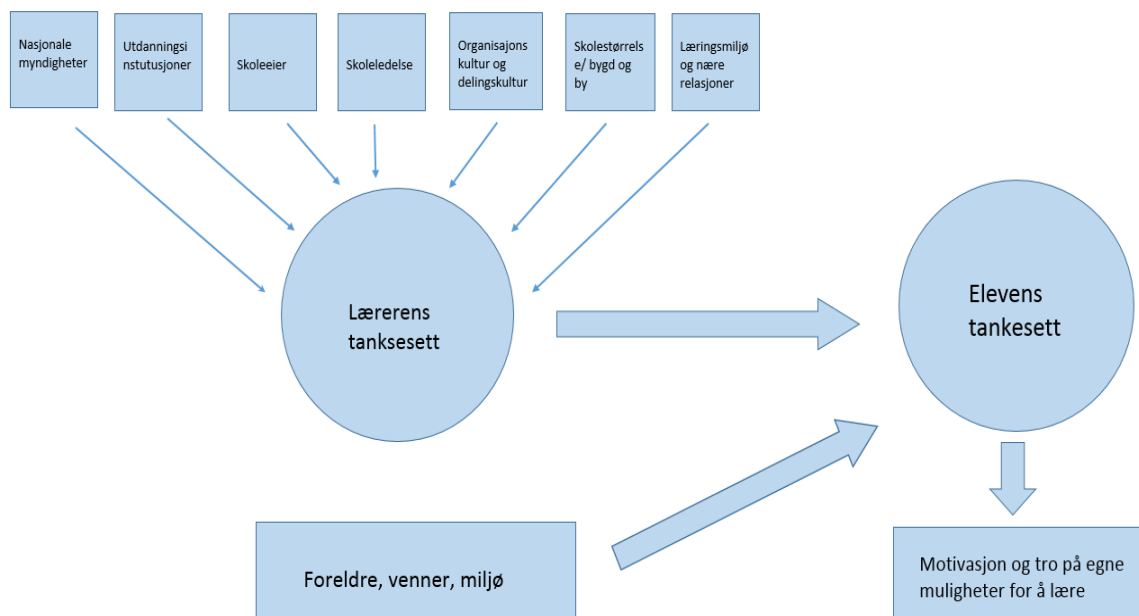 Nasjonale
myndigheter
Utdanningsi
nstutusjoner
Skoleeier
Skoleledelse
Organisajons
kultur og
delingskultur
Skolestørrels
e/ bygd og
by
Læringsmiljø
og nære
relasjoner
Lærerens
tanksesett
Elevens
tankesett
Foreldre, venner, miljø
Motivasjon og tro på egne
muligheter for å lære